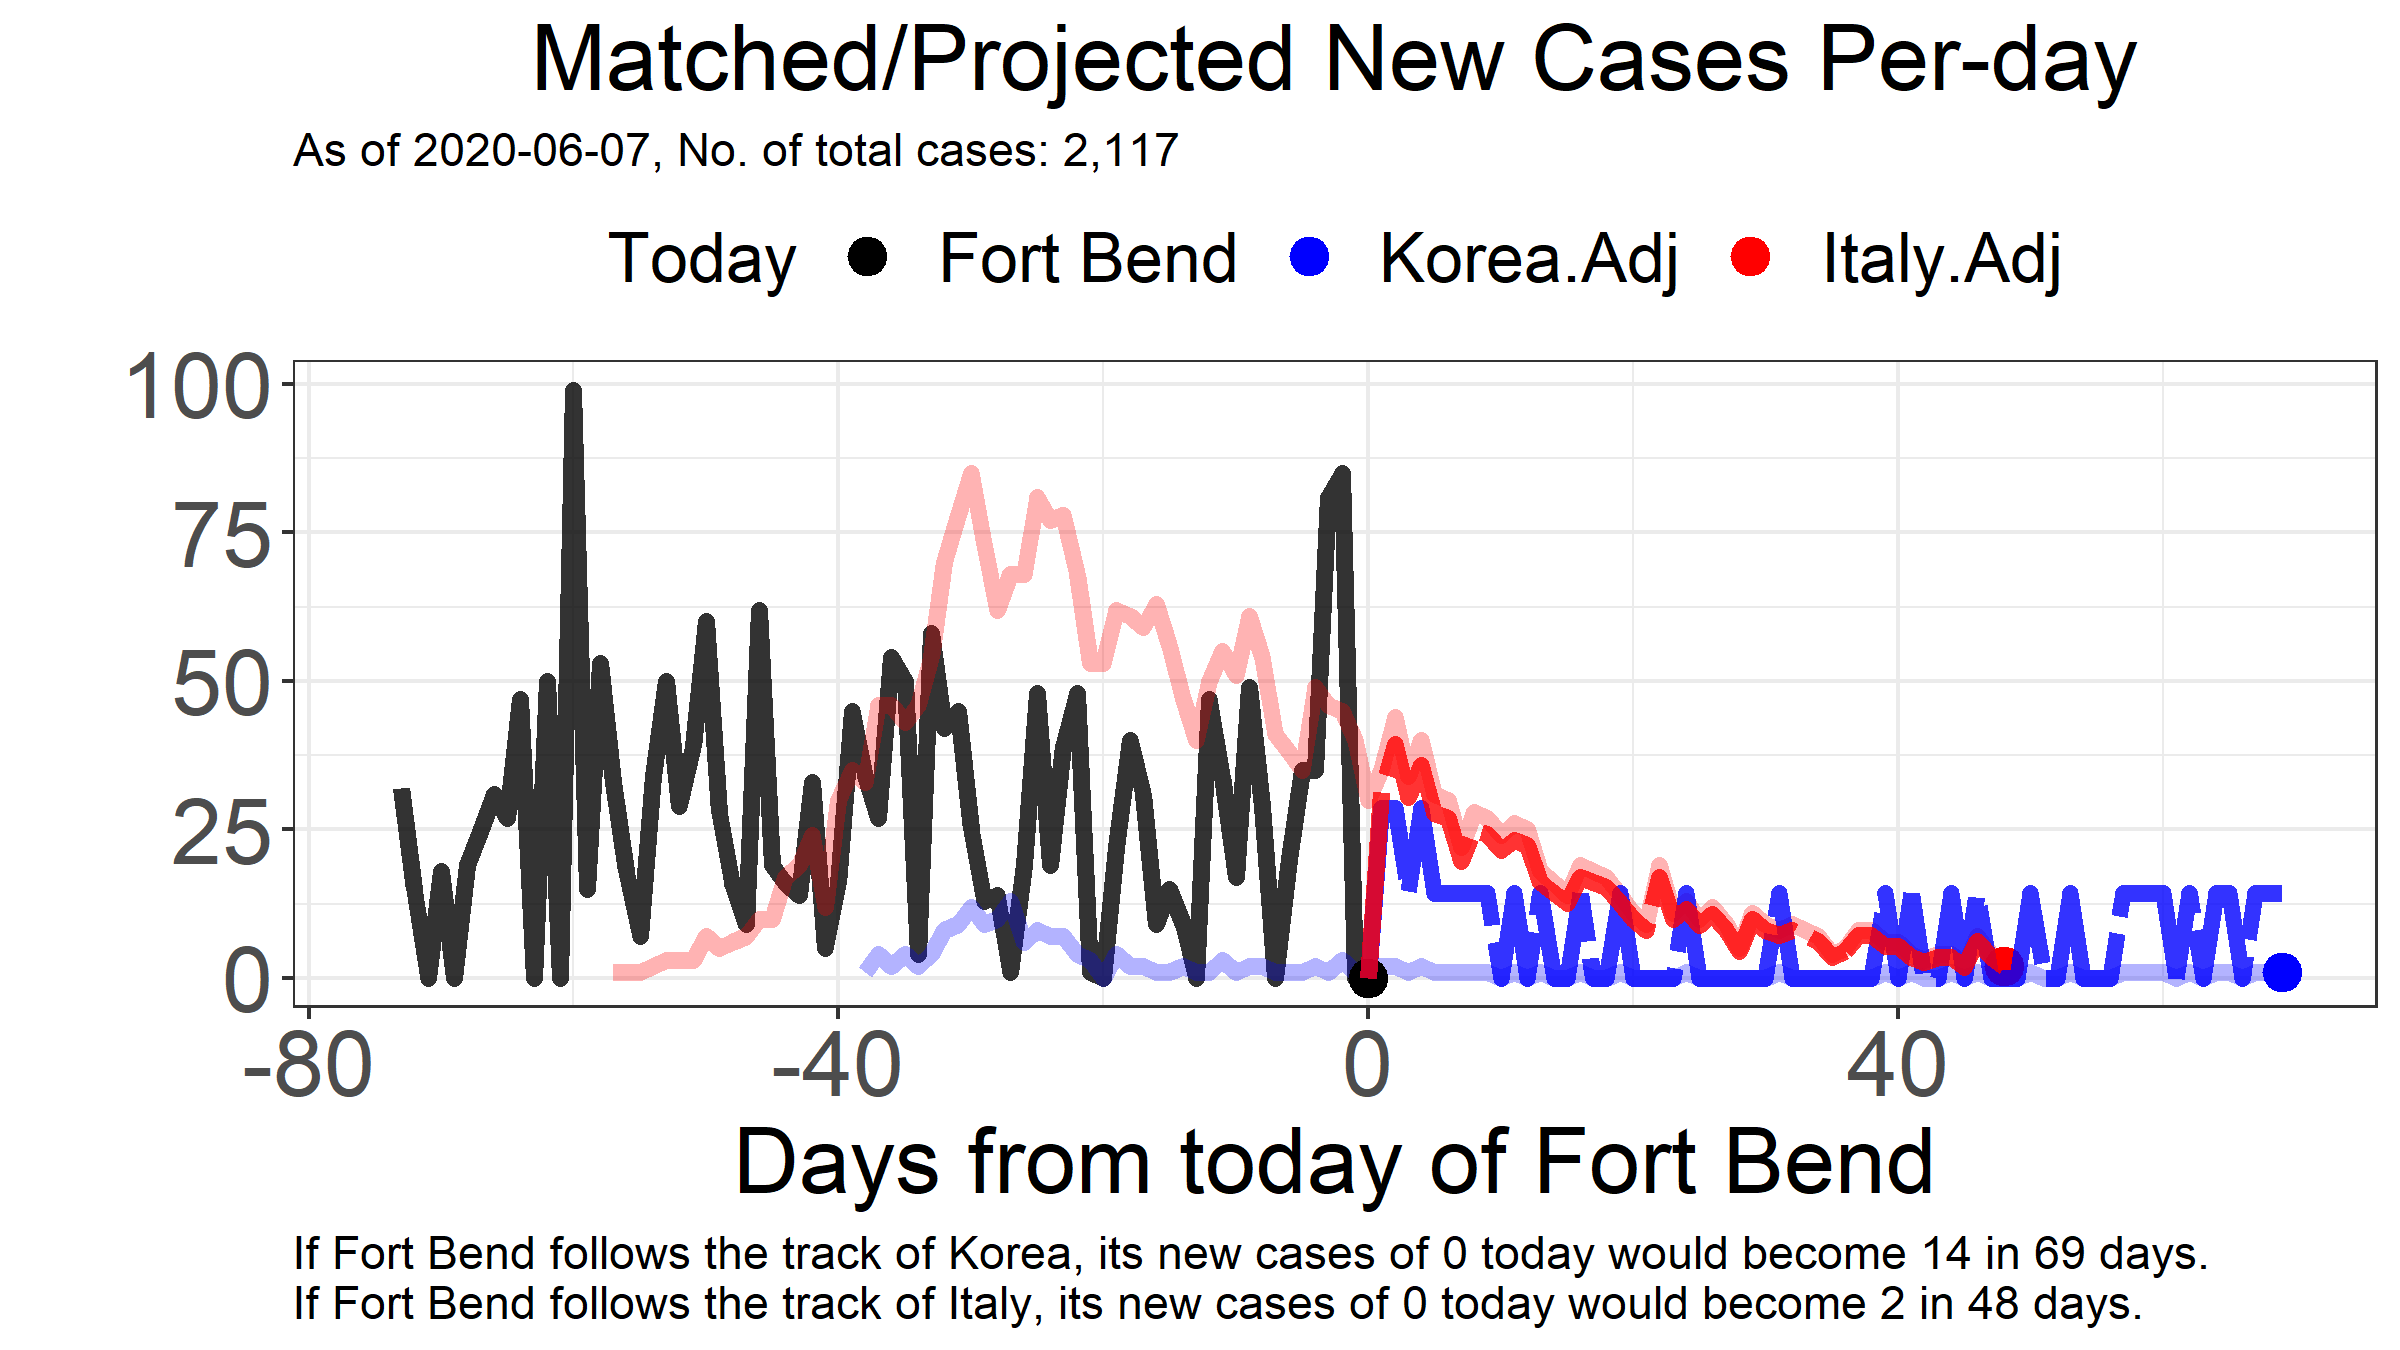 Matched/Projected New Cases Per-day
As of 2020-06-07, No. of total cases: 2,117
Today Fort Bend Korea.Adj Italy.Adj
100
75
50
25
0
-80 -40 0 40
Days from today of Fort Bend
If Fort Bend follows the track of Korea, its new cases of 0 today would become 14 in 69 days.
If Fort Bend follows the track of Italy, its new cases of 0 today would become 2 in 48 days.